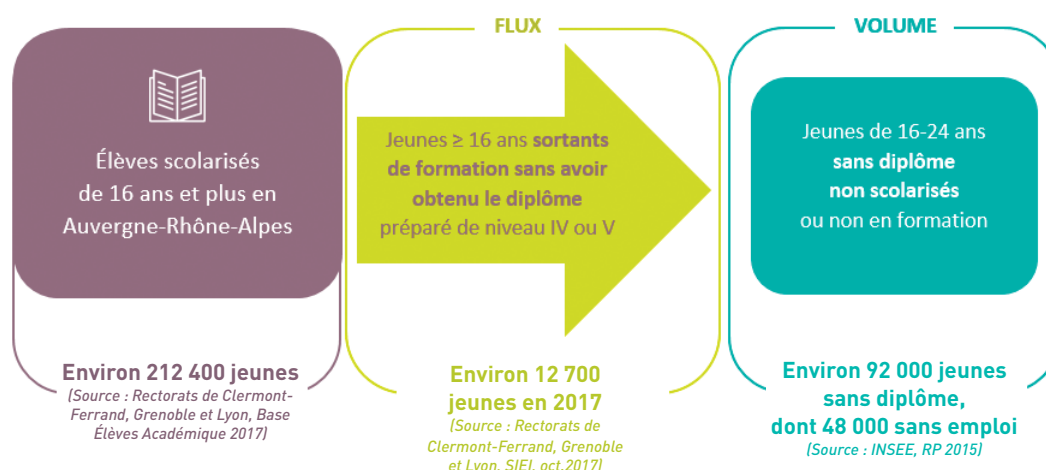 Élèves scolarisés
de 16 ans et plus en
Auvergne-Rhône-Alpes
Environ 212 400 jeunes
(Source : Rectorats de Clermont-
Ferrand, Grenoble et Lyon, Base
Élèves Académique 2017)
FLUX
Jeunes ≥ 16 ans sortants
de formation sans avoir
obtenu le diplôme
préparé de niveau IV ou V
Environ 12 700
jeunes en 2017
(Source : Rectorats de
Clermont-Ferrand, Grenoble
et Lyon, SIEI, oct.2017)
VOLUME
Jeunes de 16-24 ans
sans diplôme
non scolarisés
ou non en formation
Environ 92 000 jeunes
sans diplôme,
dont 48 000 sans emploi
(Source : INSEE, RP 2015)